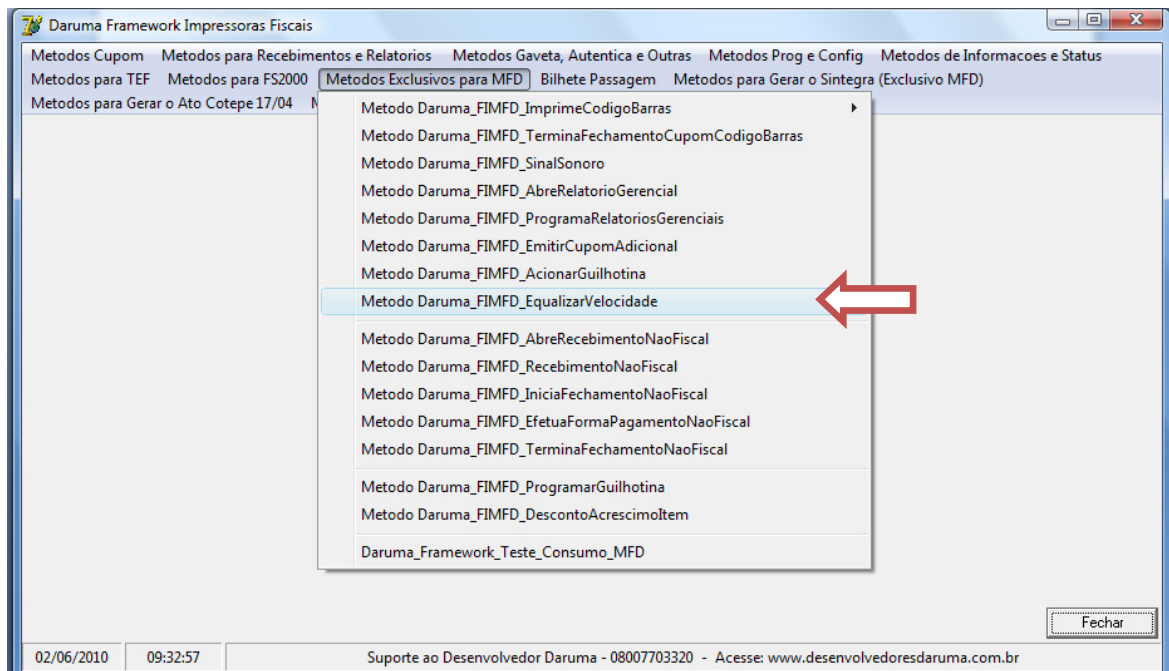 Daruma Framework Impressoras Fiscais
Metodos Cupom Metodos para Recebimentos e Relatorios Metodos Gaveta, Autentica e Outras Metodos Prog e Config Metodos de Informacoes e Status
Metodos para TEF Metodos para FS2000 Metodos Exclusivos para MFD Bilhete Passagem Metodos para Gerar o Sintegra (Exclusivo MFD)
Metodos para Gerar o Ato Cotepe 17/04
Metodo Daruma_FIMFD_ImprimeCodigoBarras
Metodo Daruma_FIMFD_TerminaFechamentoCupomCodigoBarras
Metodo Daruma_FIMFD_SinalSonoro
Metodo Daruma_FIMFD_AbreRelatorioGerencial
Metodo Daruma_FIMFD_ProgramaRelatoriosGerenciais
Metodo Daruma_FIMFD_EmitirCupomAdicional
Metodo Daruma_FIMFD_AcionarGuilhotina
Metodo Daruma_FIMFD_EqualizarVelocidade
Metodo Daruma_FIMFD_AbreRecebimentoNaoFiscal
Metodo Daruma_FIMFD_RecebimentoNaoFiscal
Metodo Daruma_FIMFD_IniciaFechamentoNaoFiscal
Metodo Daruma_FIMFD_EfetuaFormaPagamentoNaoFiscal
Metodo Daruma_FIMFD_TerminaFechamentoNaoFiscal
Metodo Daruma_FIMFD_ProgramarGuilhotina
Metodo Daruma_FIMFD_DescontoAcrescimoItem
Daruma_Framework_Teste_Consumo_MFD
Fechar
02/06/2010 09:32:57 Suporte ao Desenvolvedor Daruma - 08007703320 - Acesse: www.desenvolvedoresdaruma.com.br